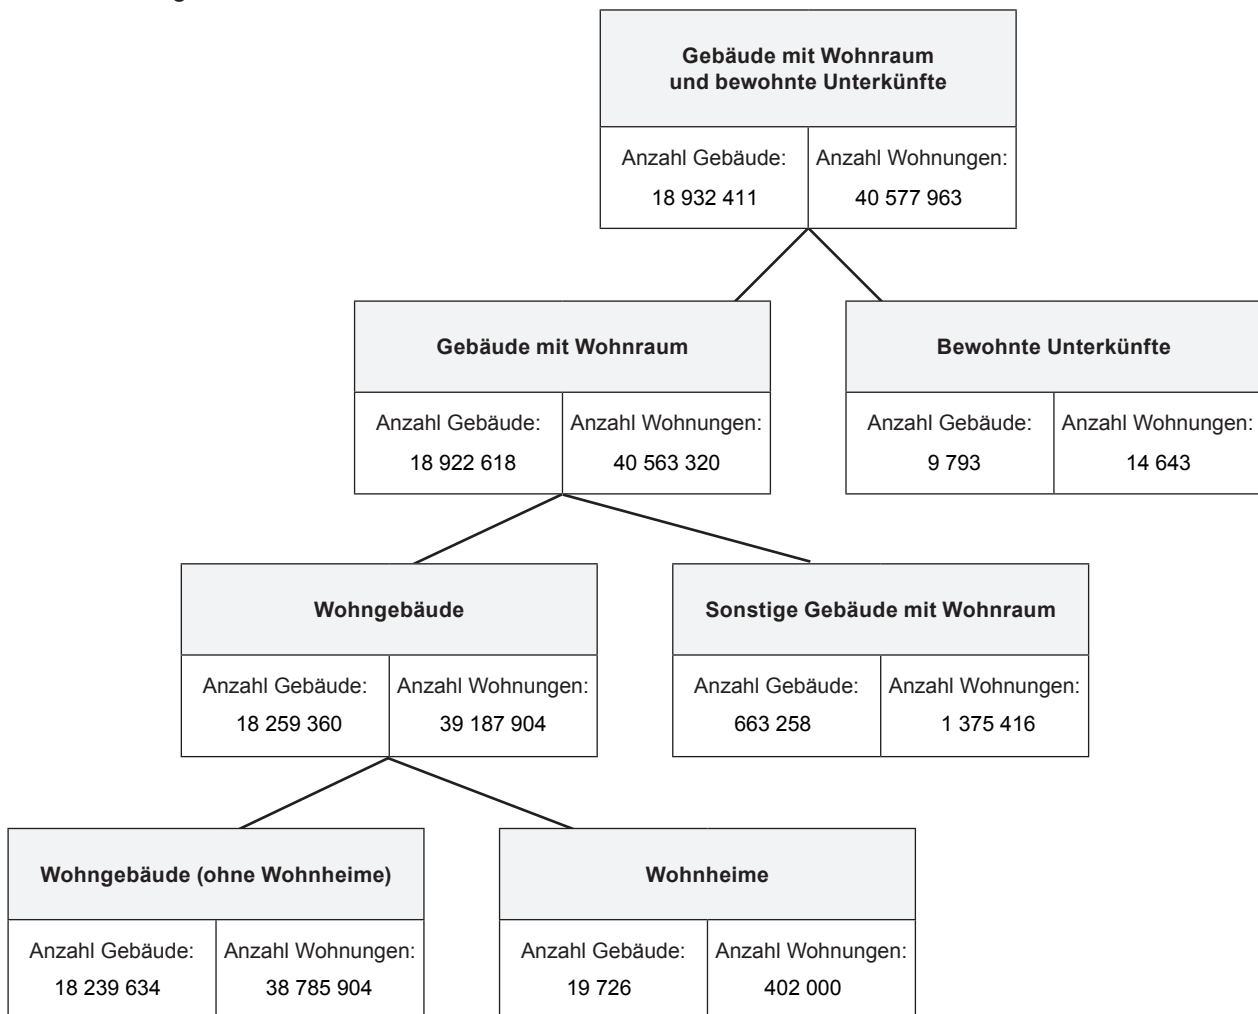 Gebäude mit Wohnraum
und bewohnte Unterkünfte
Anzahl Gebäude: Anzahl Wohnungen:
18 932 411 40 577 963
Gebäude mit Wohnraum Bewohnte Unterkünfte
Anzahl Gebäude: Anzahl Wohnungen: Anzahl Gebäude: Anzahl Wohnungen:
18 922 618 40 563 320 9 793 14 643
Wohngebäude Sonstige Gebäude mit Wohnraum
Anzahl Gebäude: Anzahl Wohnungen: Anzahl Gebäude: Anzahl Wohnungen:
18 259 360 39 187 904 663 258 1 375 416
Wohngebäude (ohne Wohnheime) Wohnheime
Anzahl Gebäude: Anzahl Wohnungen: Anzahl Gebäude: Anzahl Wohnungen:
18 239 634 38 785 904 19 726 402 000